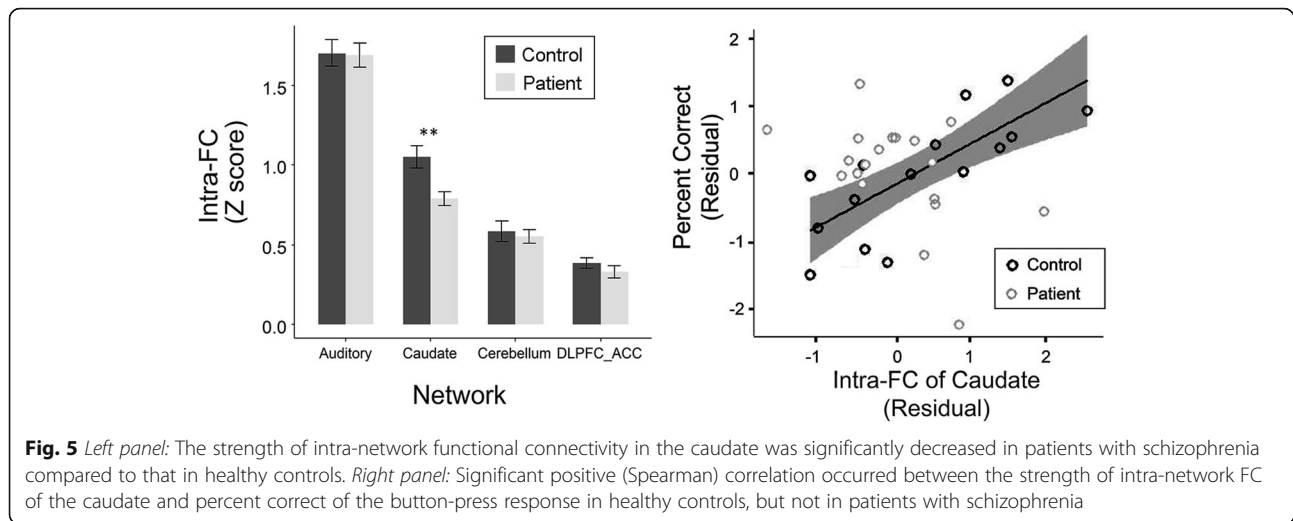 Intra-FC
(Z score)
1.5
1.0
0.5
0.0
Control
Patient
**
Auditory
Caudate
Cerebellum
DLPFC_ACC
Network
Percent Correct
(Residual)
2
1
0
-1
-2
Control
Patient
-1
0
1
2
Intra-FC of Caudate
(Residual)
Fig. 5 Left panel: The strength of intra-network functional connectivity in the caudate was significantly decreased in patients with schizophrenia
compared to that in healthy controls. Right panel: Significant positive (Spearman) correlation occurred between the strength of intra-network FC
of the caudate and percent correct of the button-press response in healthy controls, but not in patients with schizophrenia